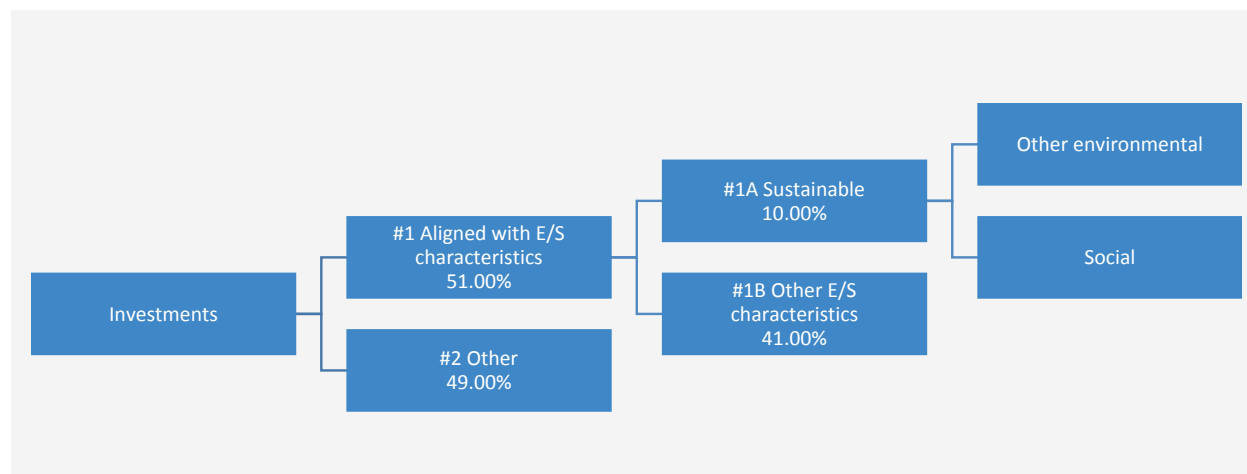 Investments
#1 Aligned with E/S
characteristics
51.00%
#2 Other
49.00%
#1A Sustainable
10.00%
#1B Other E/S
characteristics
41.00%
Other environmental
Social